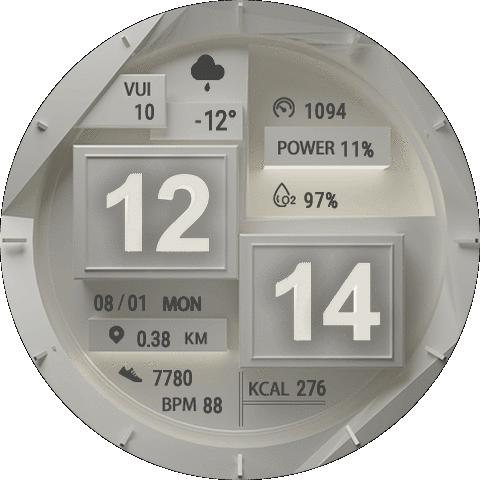 VUI
10
-12°
1094
POWER 11%
O2 97%
12
14
08/01 MON
0.38 KM
7780
BPM 88
KCAL 276